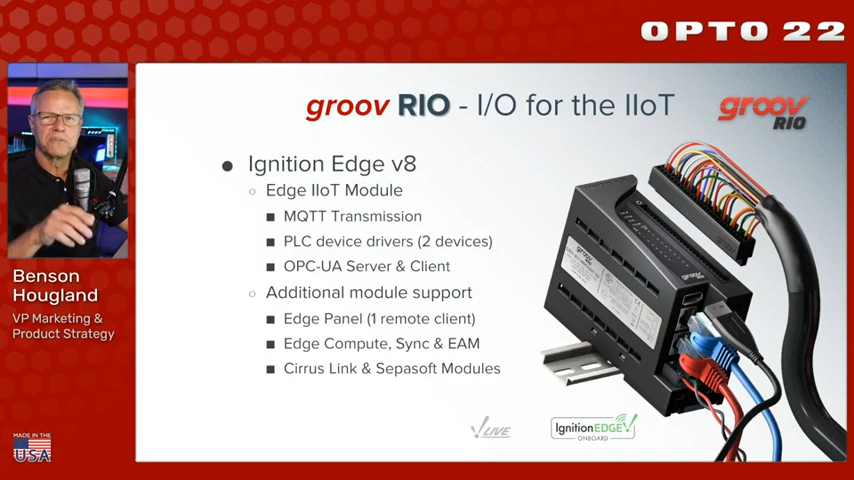 OPTO 22
groov RIO - I/O for the IIoT
groov
RIO
● Ignition Edge v8
○ Edge IIoT Module
■ MQTT Transmission
■ PLC device drivers (2 devices)
■ OPC-UA Server & Client
○ Additional module support
■ Edge Panel (1 remote client)
■ Edge Compute, Sync & EAM
■ Cirrus Link & Sepasoft Modules
Benson
Hougland
VP Marketing &
Product Strategy
MADE IN THE
USA
LIVE
IgnitionEDGE!
ONBOARD
groov
RIO